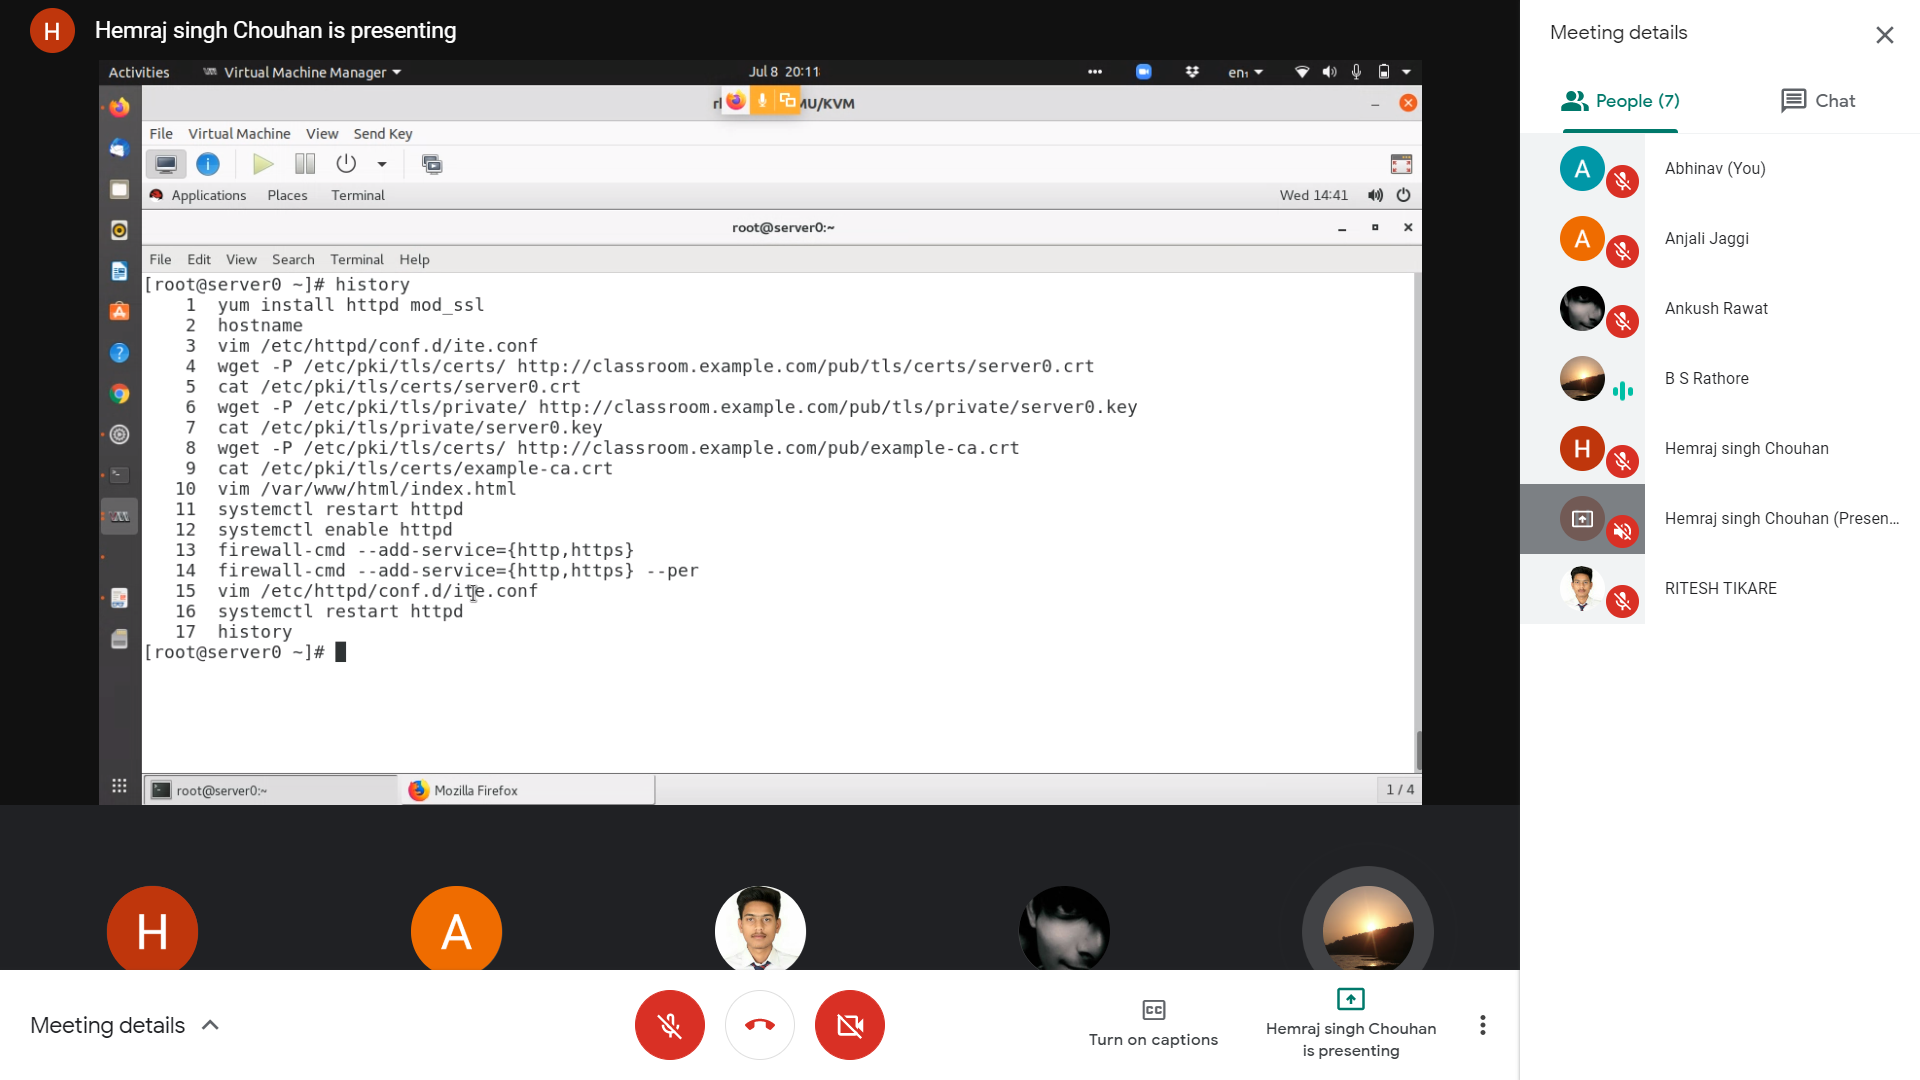 H Hemraj singh Chouhan is presenting
Activities Virtual Machine Manager Jul 8 20:11 en₁
MU/KVM
File Virtual Machine View Send Key
Applications Places Terminal Wed 14:41
root@server0:~
File Edit View Search Terminal Help
[root@server0 ~]# history
1 yum install httpd mod_ssl
2 hostname
3 vim /etc/httpd/conf.d/ite.conf
4 wget -P /etc/pki/tls/certs/ http://classroom.example.com/pub/tls/certs/server0.crt
5 cat /etc/pki/tls/certs/server0.crt
6 wget -P /etc/pki/tls/private/ http://classroom.example.com/pub/tls/private/server0.key
7 cat /etc/pki/tls/private/server0.key
8 wget -P /etc/pki/tls/certs/ http://classroom.example.com/pub/example-ca.crt
9 cat /etc/pki/tls/certs/example-ca.crt
10 vim /var/www/html/index.html
11 systemctl restart httpd
12 systemctl enable httpd
13 firewall-cmd --add-service={http,https}
14 firewall-cmd --add-service={http,https} --per
15 vim /etc/httpd/conf.d/ite.conf
16 systemctl restart httpd
17 history
[root@server0 ~]#
root@server0:~ Mozilla Firefox 1 / 4
H A
Meeting details
CC
Turn on captions
Hemraj singh Chouhan
is presenting
Meeting details
People (7) Chat
A Abhinav (You)
A Anjali Jaggi
Ankush Rawat
B S Rathore
H Hemraj singh Chouhan
Hemraj singh Chouhan (Presen...
RITESH TIKARE